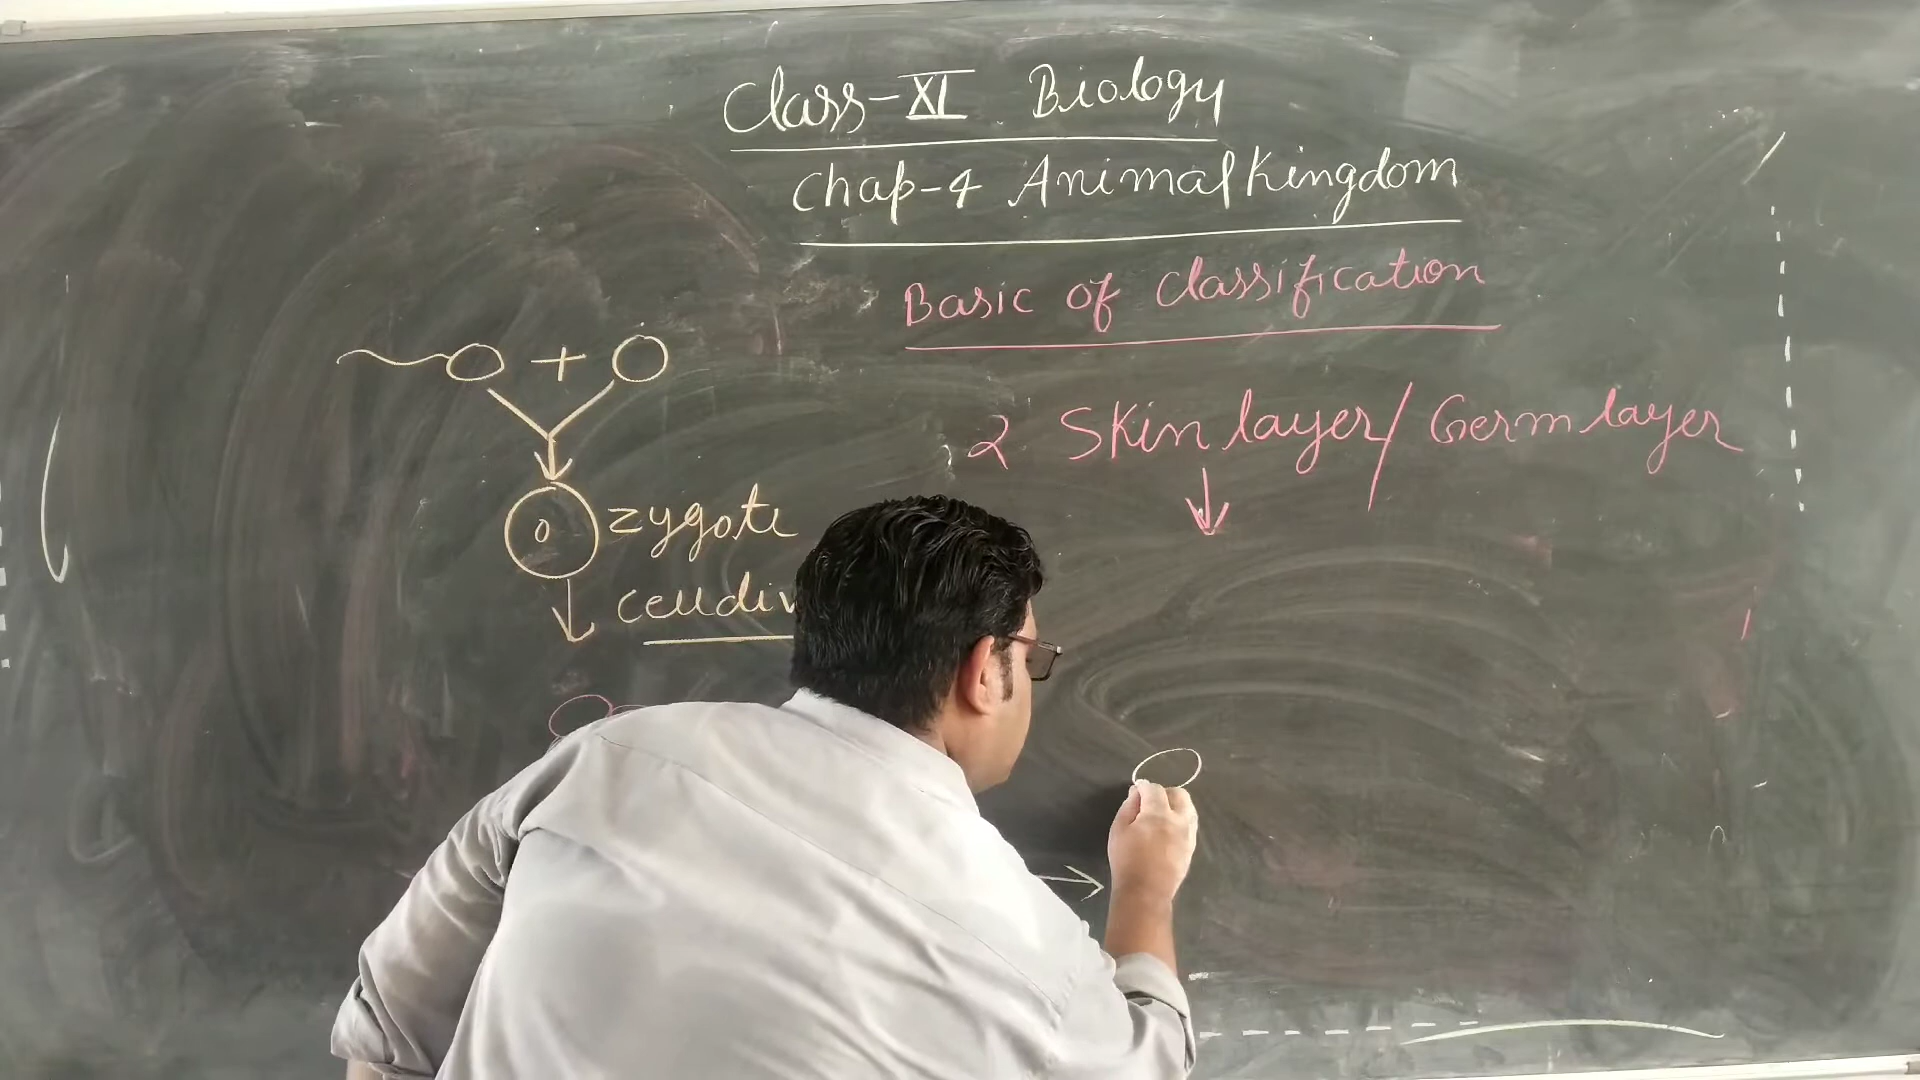 Class-XI Biology
Chap-4 Animal Kingdom
Basic of Classification
2 Skin layer/Germ layer
+
zygote